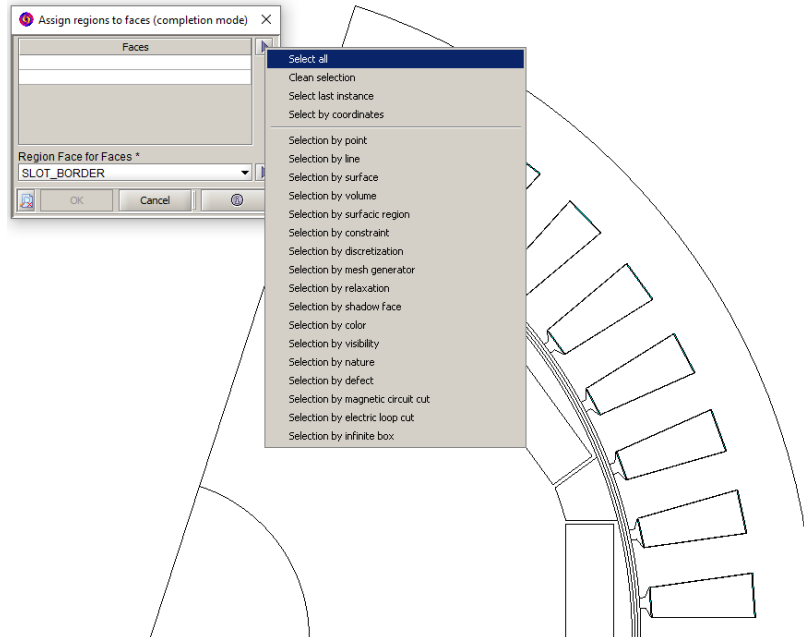 Assign regions to faces (completion mode)
Faces
Region Face for Faces *
SLOT_BORDER
OK
Cancel
Select all
Clean selection
Select last instance
Select by coordinates
Selection by point
Selection by line
Selection by surface
Selection by volume
Selection by surfacic region
Selection by constraint
Selection by discretization
Selection by mesh generator
Selection by relaxation
Selection by shadow face
Selection by color
Selection by visibility
Selection by nature
Selection by defect
Selection by magnetic circuit cut
Selection by electric loop cut
Selection by infinite box